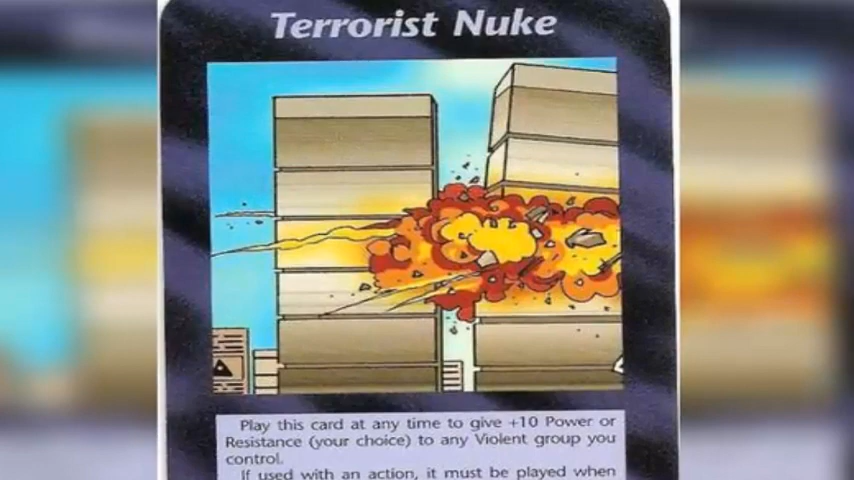 Terrorist Nuke
Play this card at any time to give +10 Power or
Resistance (your choice) to any Violent group you
control.
If used with an action, it must be played when